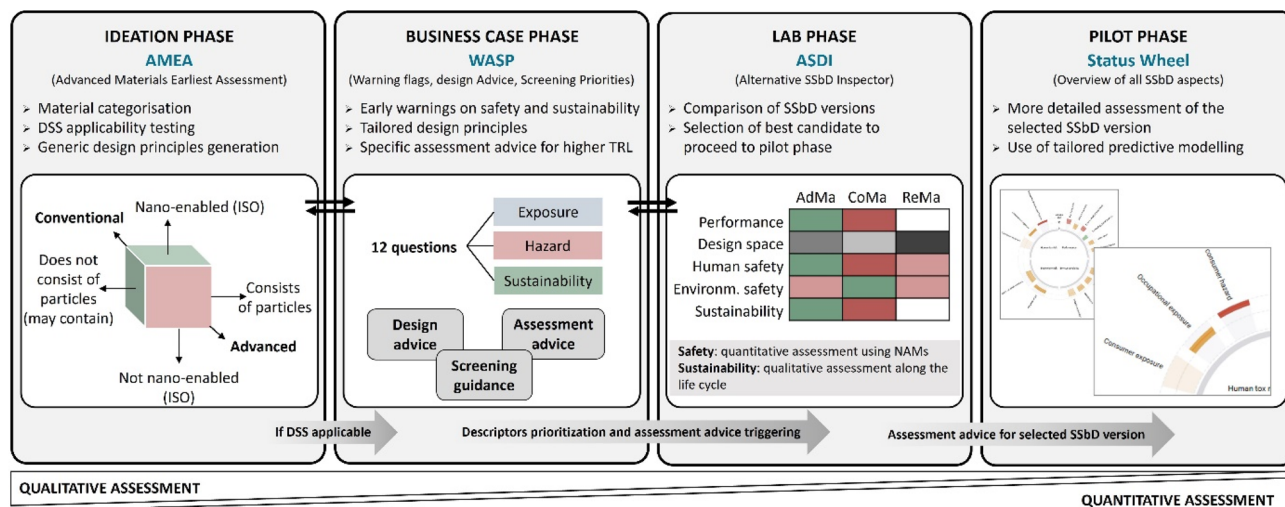 IDEATION PHASE
AMEA
(Advanced Materials Earliest Assessment)
➢ Material categorisation
➢ DSS applicability testing
➢ Generic design principles generation
Conventional
Nano-enabled (ISO)
Does not
consist of
particles
(may contain)
Consists
of particles
Advanced
Not nano-enabled
(ISO)
If DSS applicable
BUSINESS CASE PHASE
WASP
(Warning flags, design Advice, Screening Priorities)
➢ Early warnings on safety and sustainability
➢ Tailored design principles
➢ Specific assessment advice for higher TRL
12 questions
Exposure
Hazard
Sustainability
Design
advice
Assessment
advice
Screening
guidance
Descriptors prioritization and assessment advice triggering
LAB PHASE
ASDI
(Alternative SSbD Inspector)
➢ Comparison of SSbD versions
➢ Selection of best candidate to
proceed to pilot phase
AdMa CoMa ReMa
Performance
Design space
Human safety
Environm. safety
Sustainability
Safety: quantitative assessment using NAMs
Sustainability: qualitative assessment along the
life cycle
PILOT PHASE
Status Wheel
(Overview of all SSbD aspects)
➢ More detailed assessment of the
selected SSbD version
➢ Use of tailored predictive modelling
consumer hazard
Occupational exposure
Consumer exposure
Human tox r
Assessment advice for selected SSbD version
QUALITATIVE ASSESSMENT
QUANTITATIVE ASSESSMENT